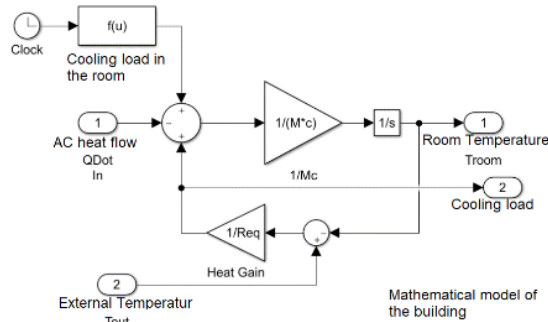 f(u)
Clock
Cooling load in
the room
1
AC heat flow
QDot
In
−
+
+
1/(M*c)
1/Mc
1/s
1
Room Temperature
Troom
2
Cooling load
1/Req
Heat Gain
−
+
2
External Temperatur
Tout
Mathematical model of
the building